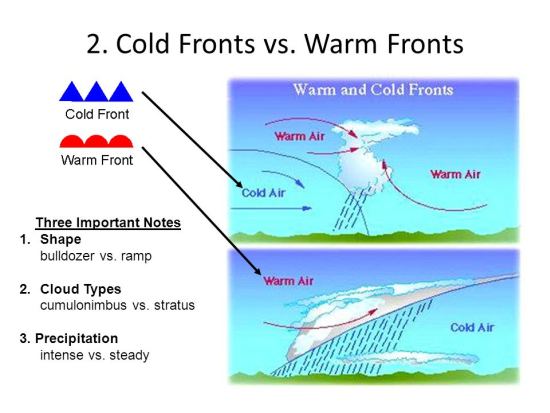 2. Cold Fronts vs. Warm Fronts
Cold Front
Warm Front
Three Important Notes
1. Shape
bulldozer vs. ramp
2. Cloud Types
cumulonimbus vs. stratus
3. Precipitation
intense vs. steady
Warm and Cold Fronts
Warm Air
Warm Air
Cold Air
Warm Air
Cold Air